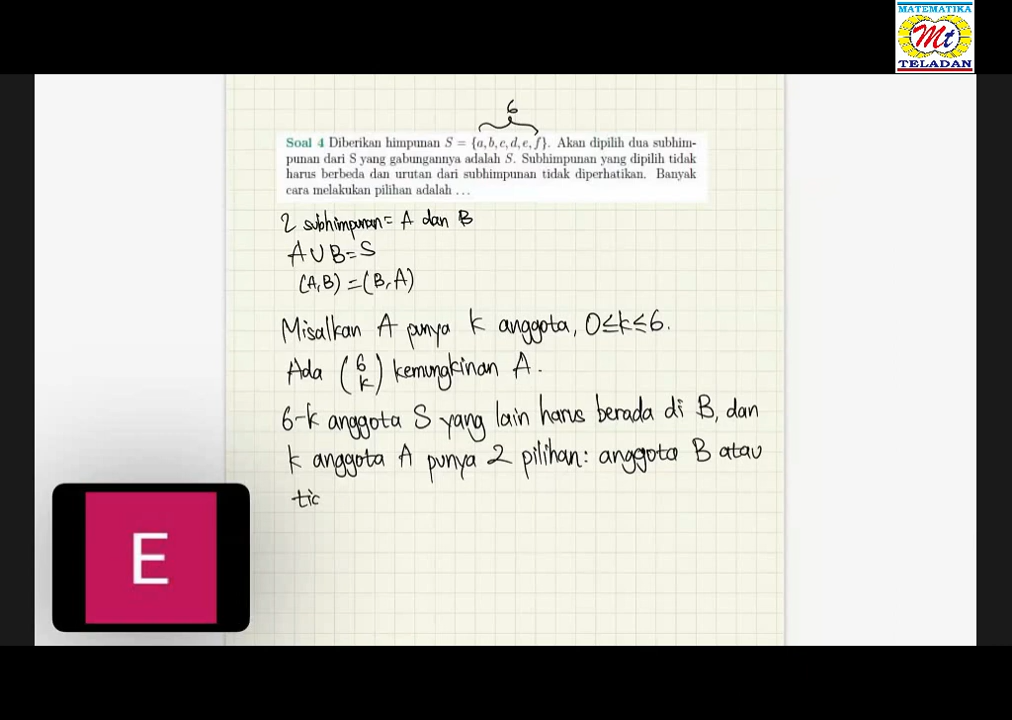 MATEMATIKA
Mt
TELADAN
6
Soal 4 Diberikan himpunan S = {a, b, c, d, e, f}. Akan dipilih dua subhim-
punan dari S yang gabungannya adalah S. Subhimpunan yang dipilih tidak
harus berbeda dan urutan dari subhimpunan tidak diperhatikan. Banyak
cara melakukan pilihan adalah ...
2 subhimpunan = A dan B
A ∪ B = S
(A, B) = (B, A)
Misalkan A punya k anggota, 0≤k≤6.
Ada (6 k) kemungkinan A.
6-k anggota S yang lain harus berada di B, dan
k anggota A punya 2 pilihan: anggota B atau
tic
E